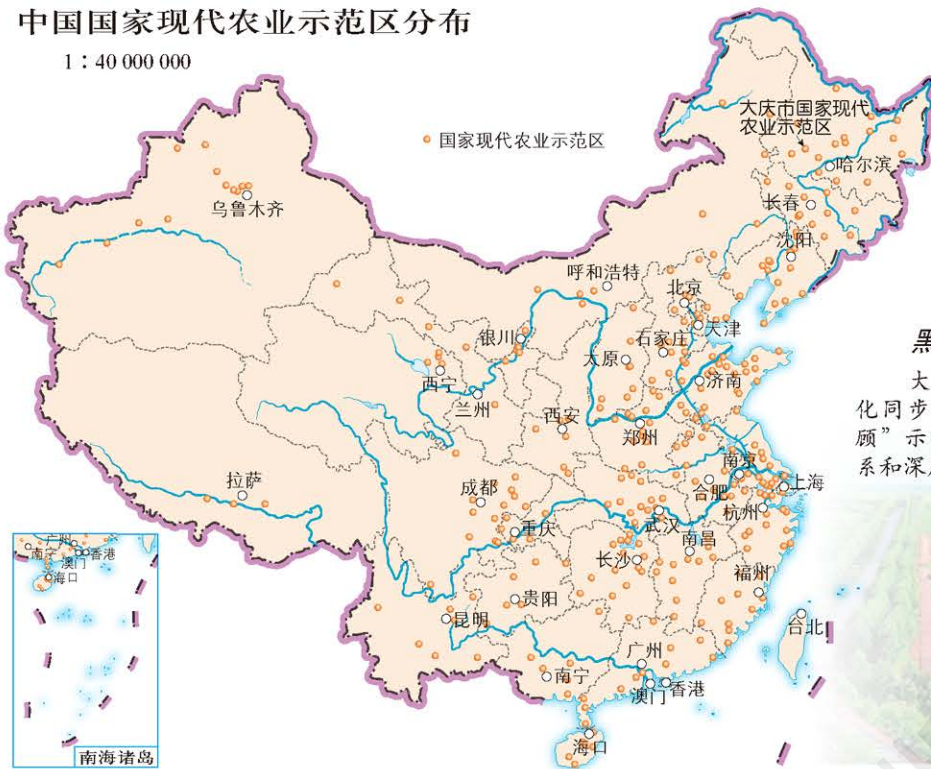 中国国家现代农业示范区分布
1：40 000 000
国家现代农业示范区
大庆市国家现代
农业示范区
哈尔滨
乌鲁木齐
长春
沈阳
呼和浩特
北京
天津
银川
石家庄
太原
济南
西宁
兰州
西安
郑州
黑
大
化同步
顾”示
系和深
南京
合肥
上海
拉萨
成都
杭州
武汉
重庆
南昌
长沙
福州
贵阳
昆明
台北
广州
南宁
澳门
香港
海口
广州
南宁
香港
澳门
海口
南海诸岛